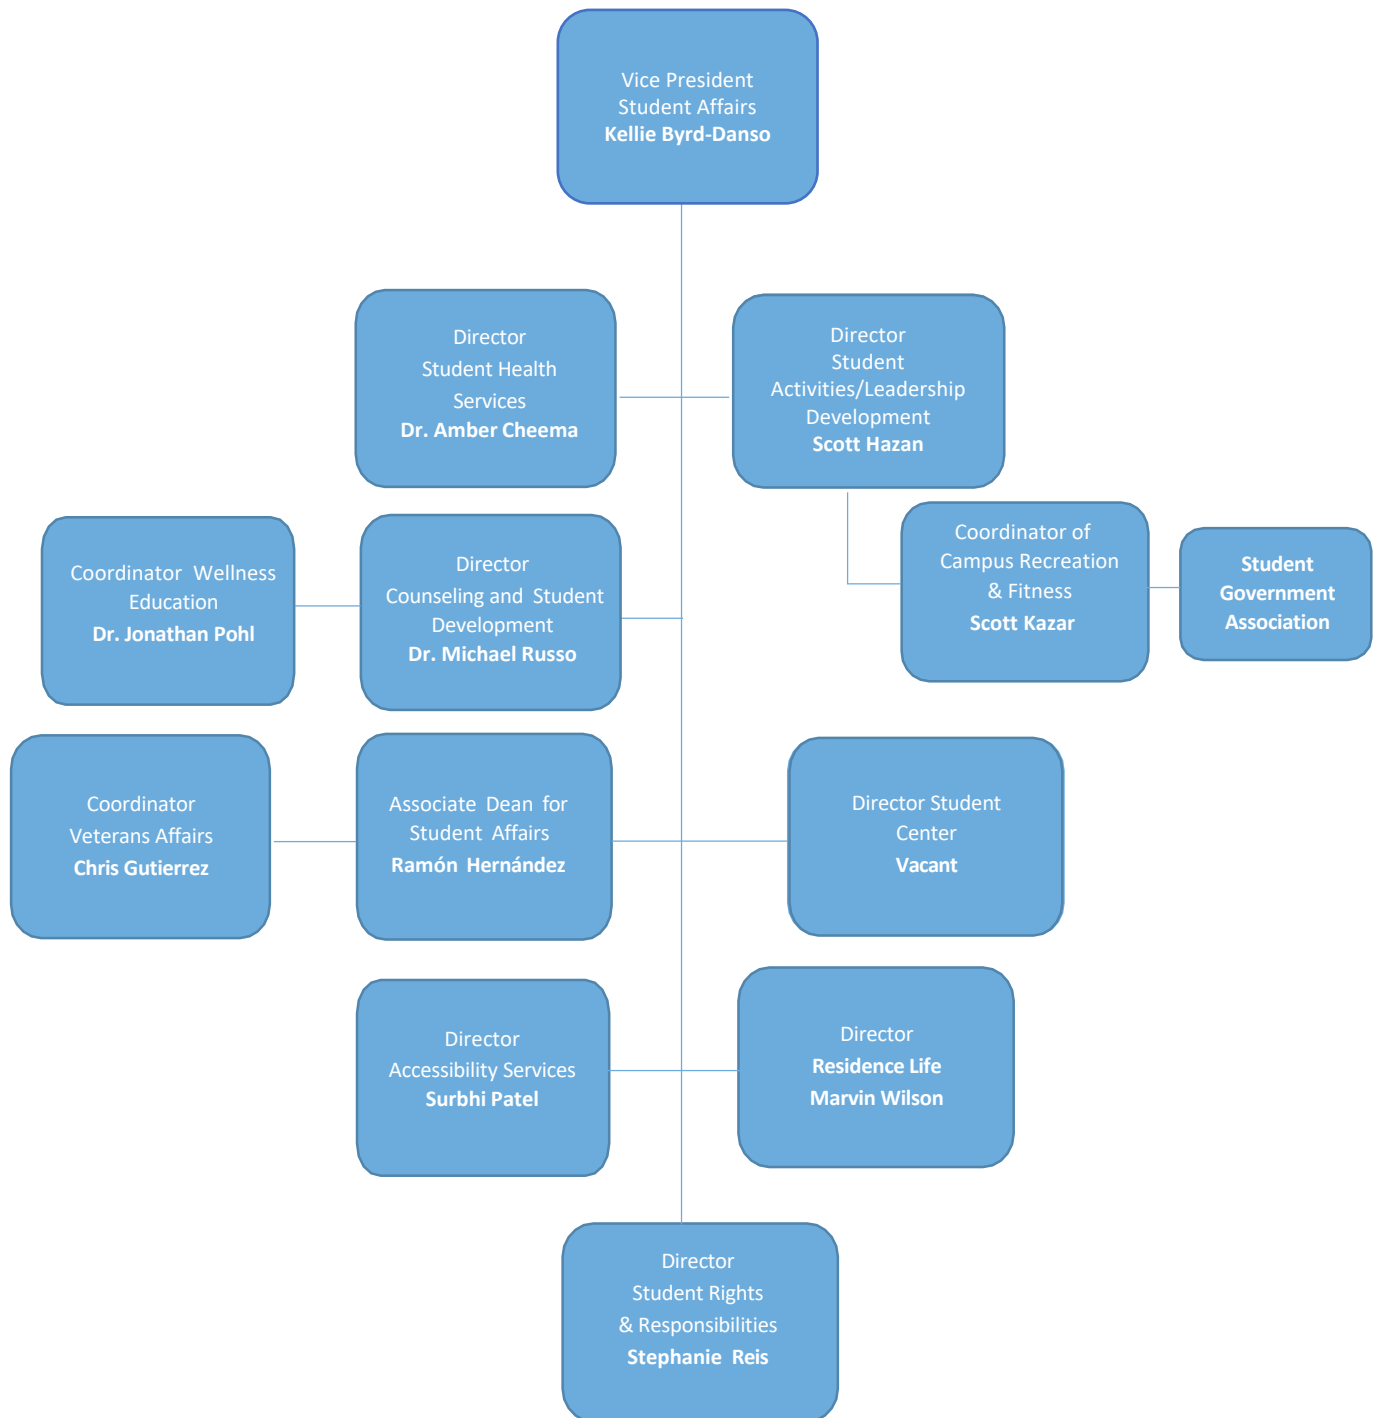 Vice President
Student Affairs
Kellie Byrd-Danso
Director
Student Health
Services
Dr. Amber Cheema
Director
Student
Activities/Leadership
Development
Scott Hazan
Coordinator Wellness
Education
Dr. Jonathan Pohl
Director
Counseling and Student
Development
Dr. Michael Russo
Coordinator of
Campus Recreation
& Fitness
Scott Kazar
Student
Government
Association
Coordinator
Veterans Affairs
Chris Gutierrez
Associate Dean for
Student Affairs
Ramón Hernández
Director Student
Center
Vacant
Director
Accessibility Services
Surbhi Patel
Director
Residence Life
Marvin Wilson
Director
Student Rights
& Responsibilities
Stephanie Reis